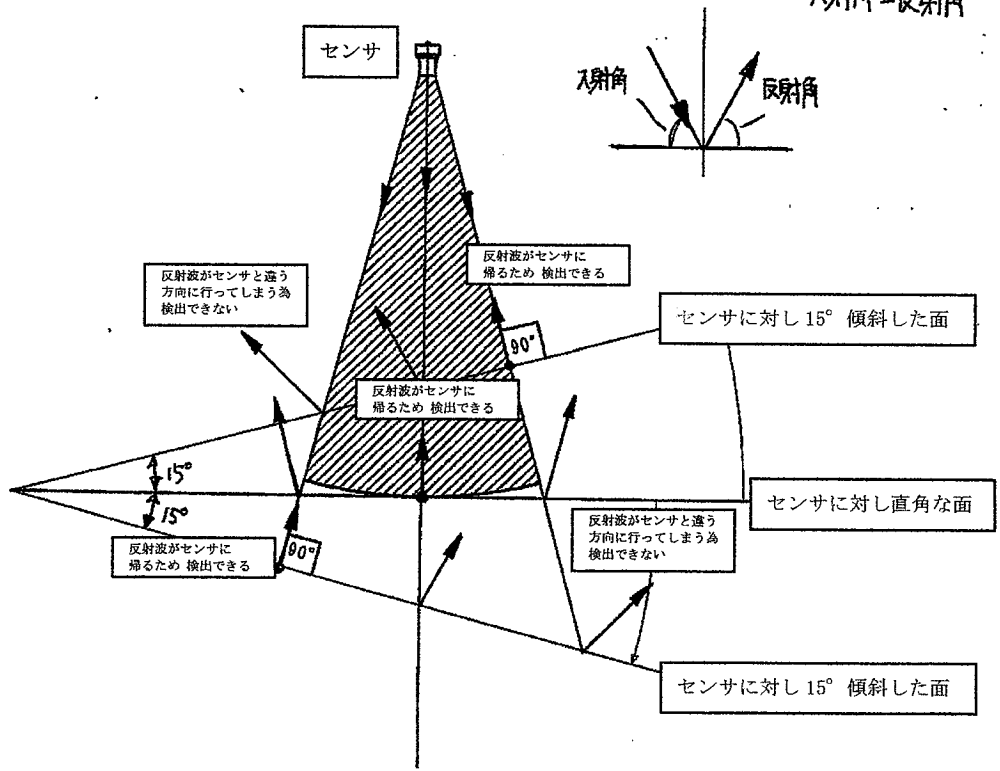 センサ
入射角
反射角
反射波がセンサに
帰るため 検出できる
反射波がセンサと違う
方向に行ってしまう為
検出できない
センサに対し 15° 傾斜した面
90°
反射波がセンサに
帰るため 検出できる
15°
15°
センサに対し直角な面
反射波がセンサと違う
方向に行ってしまう為
検出できない
反射波がセンサに
帰るため 検出できる
90°
センサに対し 15° 傾斜した面